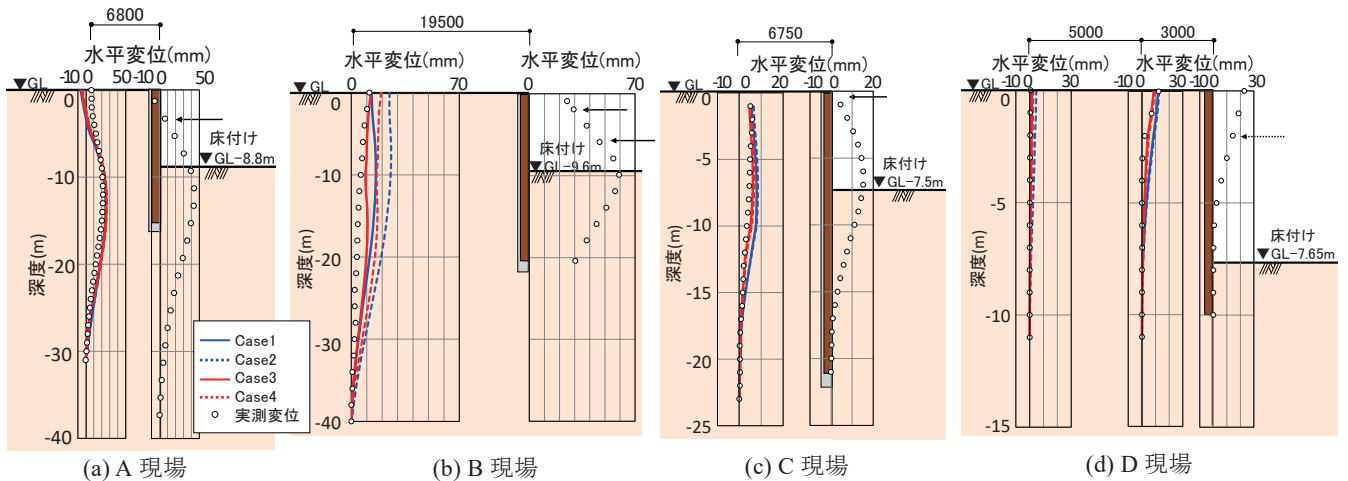 6800
水平変位(mm)
-10 0 50 -10 0 50
GL
0
-10
-20
-30
-40
深度(m)
床付け
GL-8.8m
Case1
Case2
Case3
Case4
実測変位
(a) A 現場
19500
水平変位(mm) 水平変位(mm)
0 70 0 70
GL
0
-10
-20
-30
-40
深度(m)
床付け
GL-9.6m
(b) B 現場
6750
水平変位(mm)
-10 0 20 -10 0 20
GL
0
-5
-10
-15
-20
-25
深度(m)
床付け
GL-7.5m
(c) C 現場
5000 3000
水平変位(mm)
-10 0 30 -10 0 30 -10 0 30
GL
0
-5
-10
-15
深度(m)
床付け
GL-7.65m
(d) D 現場